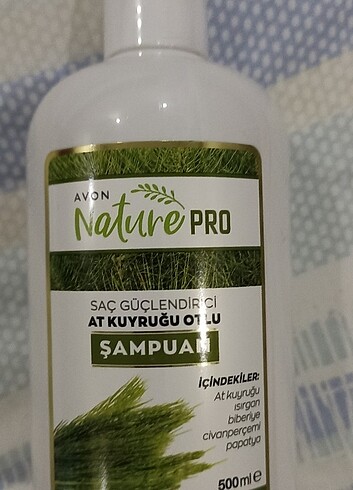 AVON
Nature PRO
SAÇ GÜÇLENDİRİCİ
AT KUYRUĞU OTLU
ŞAMPUAN
İÇİNDEKİLER:
At kuyruğu
ısırgan
biberiye
civanperçemi
papatya
500ml e